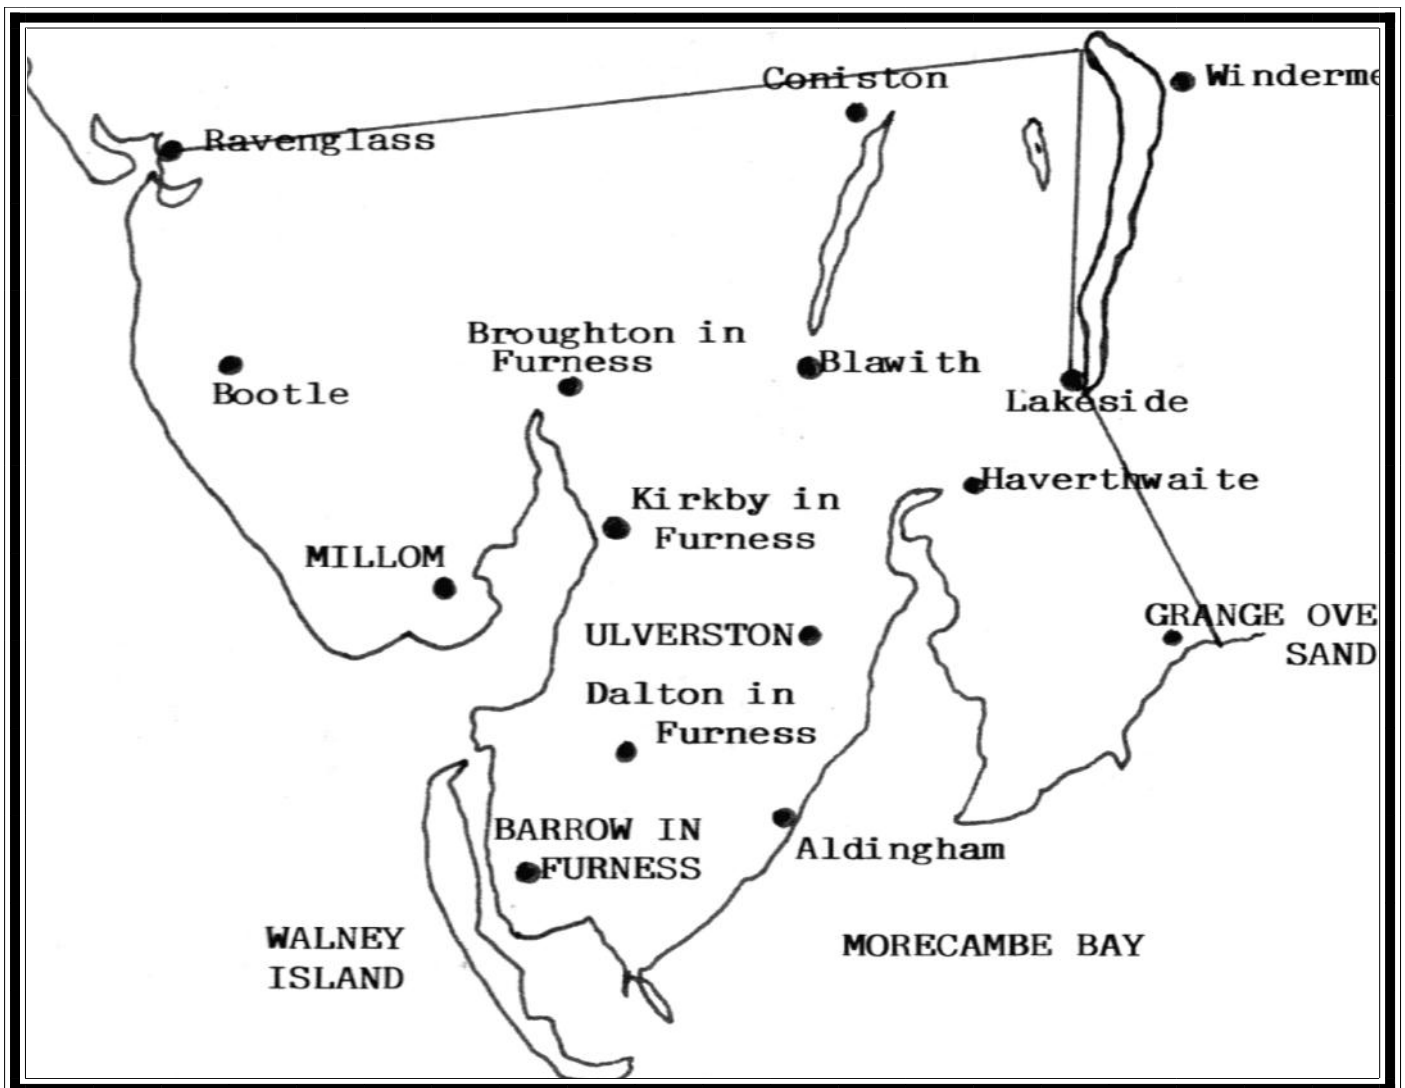 Coniston
Winderme
Ravenglass
Broughton in
Furness
Blawith
Bootle
Lakeside
Haverthwaite
Kirkby in
Furness
MILLOM
GRANGE OVE
SAND
ULVERSTON
Dalton in
Furness
BARROW IN
FURNESS
Aldingham
WALNEY
ISLAND
MORECAMBE BAY